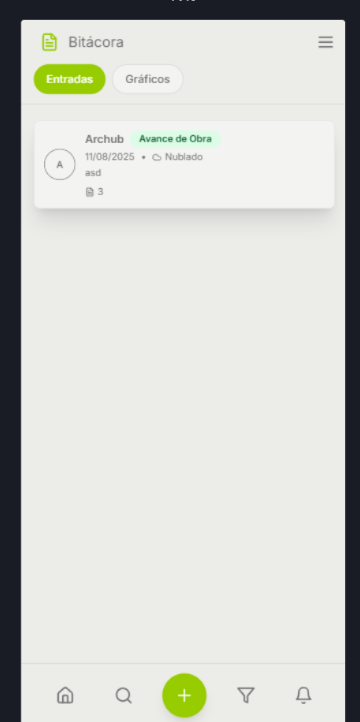 Bitácora
Entradas
Gráficos
Archub Avance de Obra
A
11/08/2025 • Nublado
asd
3